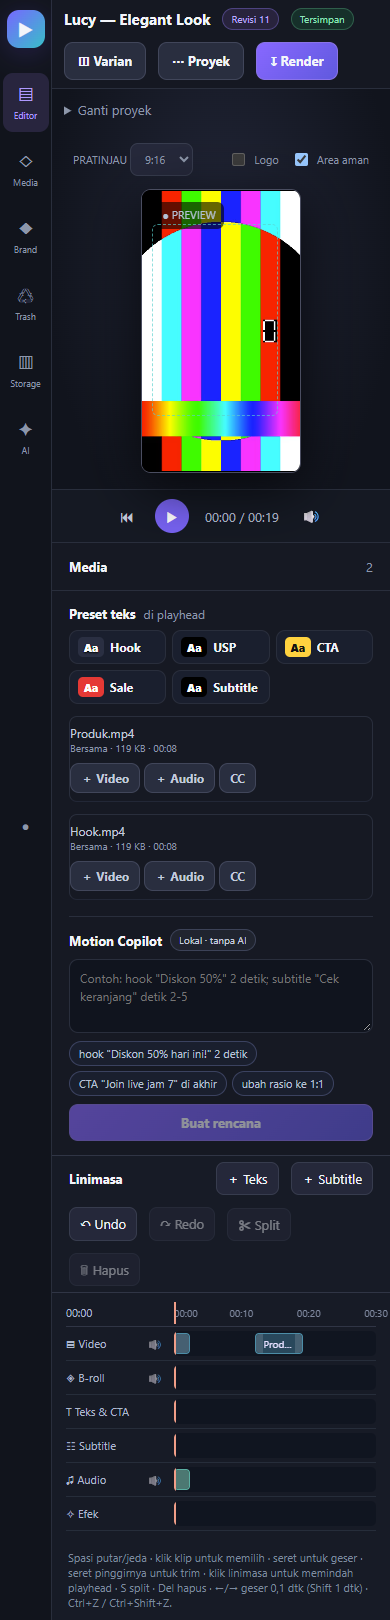 Lucy — Elegant Look
Revisi 11
Tersimpan
Varian
Proyek
Render
Editor
Media
Brand
Trash
Storage
AI
Ganti proyek
PRATINJAU
9:16
Logo
Area aman
PREVIEW
00:00 / 00:19
Media
2
Preset teks di playhead
Aa Hook
Aa USP
Aa CTA
Aa Sale
Aa Subtitle
Produk.mp4
Bersama · 119 KB · 00:08
+ Video
+ Audio
CC
Hook.mp4
Bersama · 119 KB · 00:08
+ Video
+ Audio
CC
Motion Copilot
Lokal · tanpa AI
Contoh: hook "Diskon 50%" 2 detik; subtitle "Cek
keranjang" detik 2-5
hook "Diskon 50% hari ini!" 2 detik
CTA "Join live jam 7" di akhir
ubah rasio ke 1:1
Buat rencana
Linimasa
+ Teks
+ Subtitle
Undo
Redo
Split
Hapus
00:00
00:00 00:10 00:20 00:30
Video
Prod...
B-roll
T Teks & CTA
Subtitle
Audio
Efek
Spasi putar/jeda · klik klip untuk memilih · seret untuk geser ·
seret pinggirnya untuk trim · klik linimasa untuk memindah
playhead · S split · Del hapus · ←/→ geser 0,1 dtk (Shift 1 dtk) ·
Ctrl+Z / Ctrl+Shift+Z.